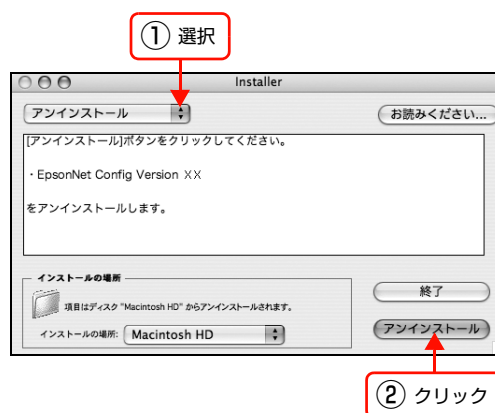 ① 選択
Installer
アンインストール
お読みください...
[アンインストール]ボタンをクリックしてください。
・EpsonNet Config Version XX
をアンインストールします。
インストールの場所
項目はディスク "Macintosh HD" からアンインストールされます。
インストールの場所: Macintosh HD
終了
アンインストール
② クリック